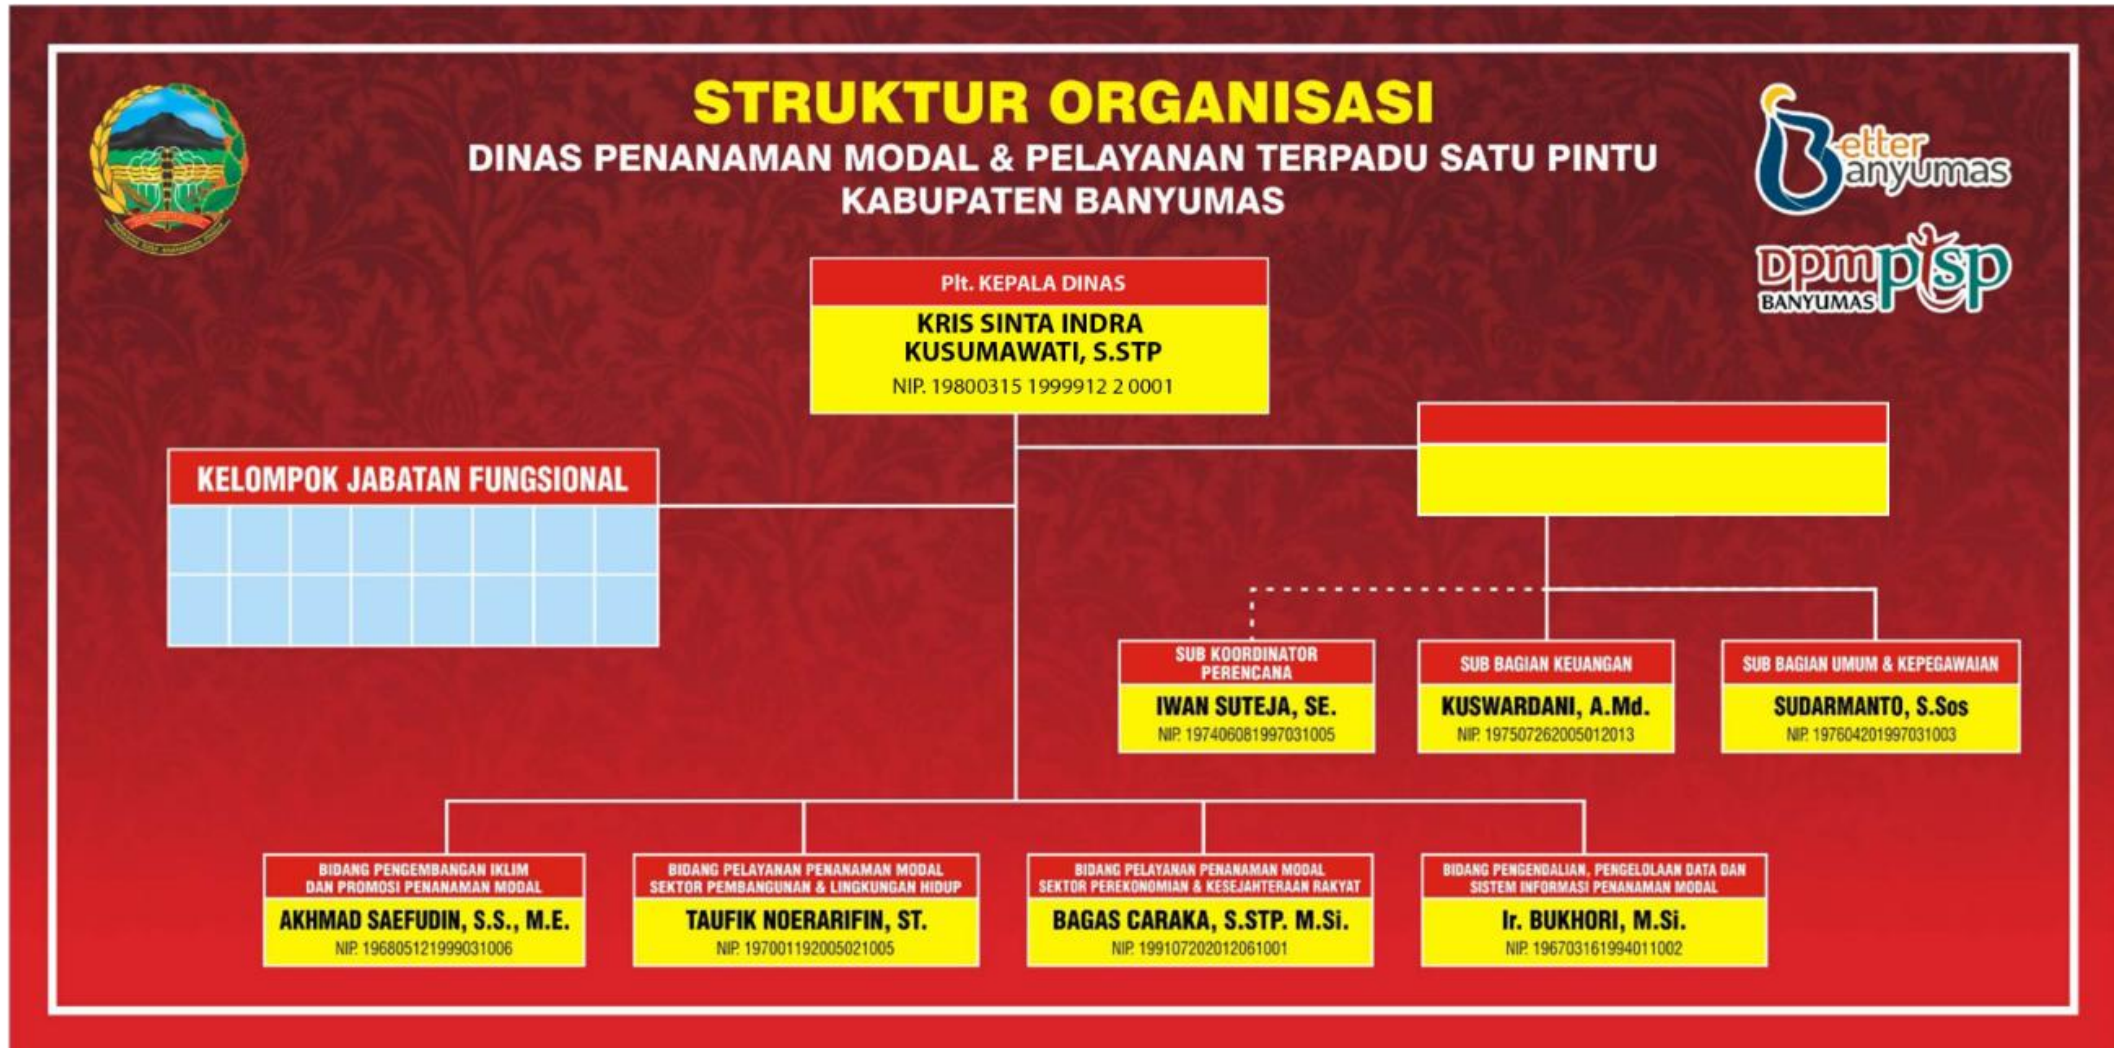 STRUKTUR ORGANISASI
DINAS PENANAMAN MODAL & PELAYANAN TERPADU SATU PINTU
KABUPATEN BANYUMAS
Better
Banyumas
DPMPTSP
BANYUMAS
Plt. KEPALA DINAS
KRIS SINTA INDRA
KUSUMAWATI, S.STP
NIP. 19800315 1999912 2 0001
KELOMPOK JABATAN FUNGSIONAL
SUB KOORDINATOR
PERENCANA
IWAN SUTEJA, SE.
NIP. 197406081997031005
SUB BAGIAN KEUANGAN
KUSWARDANI, A.Md.
NIP. 197507262005012013
SUB BAGIAN UMUM & KEPEGAWAIAN
SUDARMANTO, S.Sos
NIP. 197604201997031003
BIDANG PENGEMBANGAN IKLIM
DAN PROMOSI PENANAMAN MODAL
AKHMAD SAEFUDIN, S.S., M.E.
NIP. 196805121999031006
BIDANG PELAYANAN PENANAMAN MODAL
SEKTOR PEMBANGUNAN & LINGKUNGAN HIDUP
TAUFIK NOERARIFIN, ST.
NIP. 197001192005021005
BIDANG PELAYANAN PENANAMAN MODAL
SEKTOR PEREKONOMIAN & KESEJAHTERAAN RAKYAT
BAGAS CARAKA, S.STP. M.Si.
NIP. 199107202012061001
BIDANG PENGENDALIAN, PENGELOLAAN DATA DAN
SISTEM INFORMASI PENANAMAN MODAL
Ir. BUKHORI, M.Si.
NIP. 196703161994011002